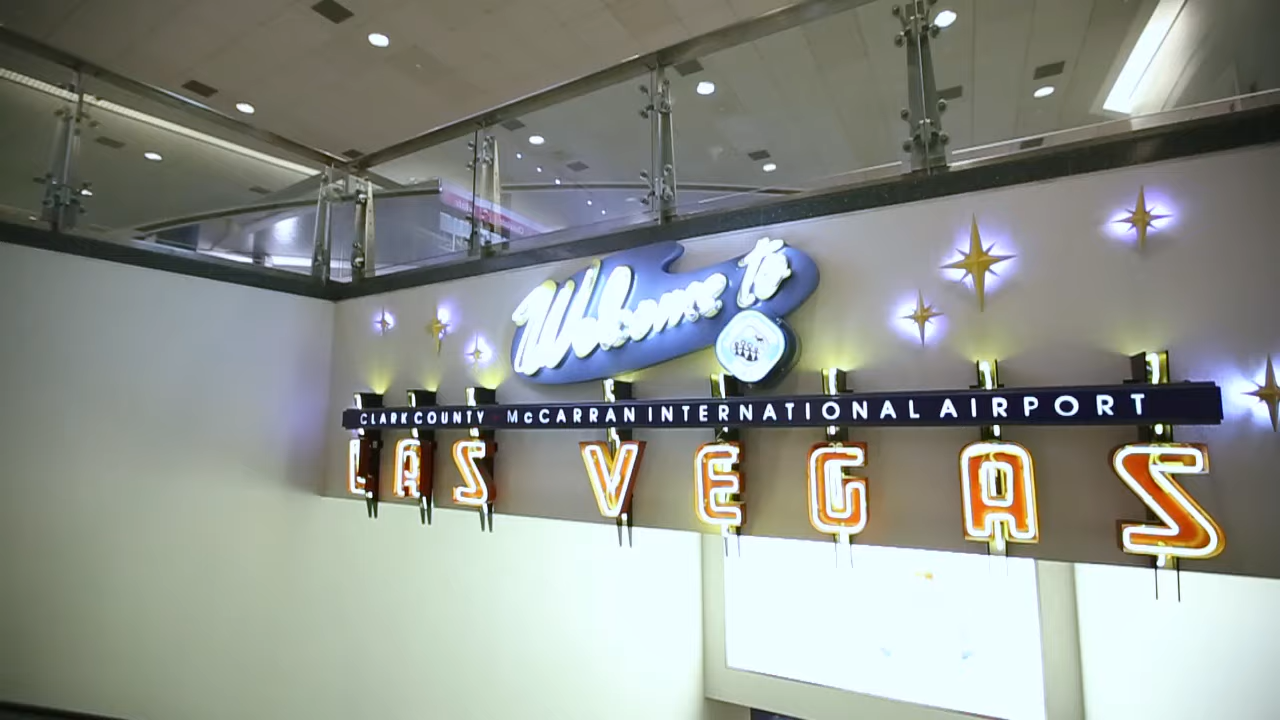 Welcome to
CLARK COUNTY McCARRAN INTERNATIONAL AIRPORT
LAS VEGAS